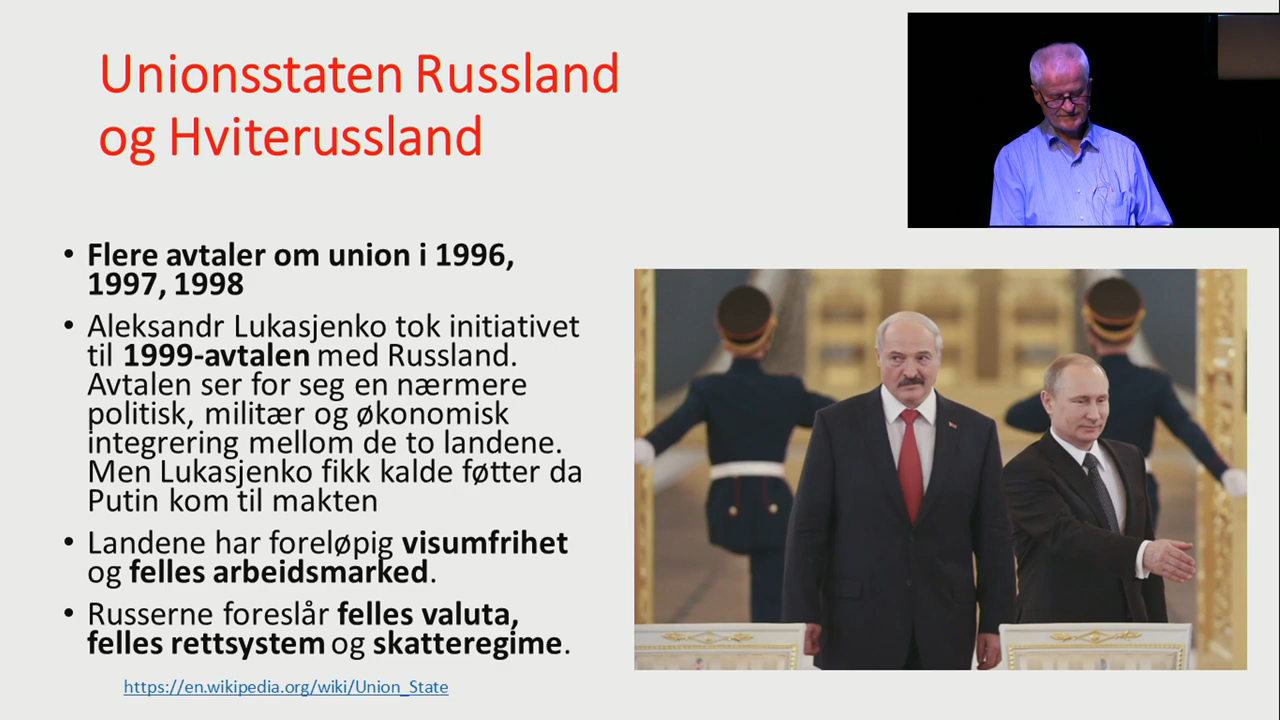 Unionsstaten Russland
og Hviterussland
• Flere avtaler om union i 1996,
1997, 1998
• Aleksandr Lukasjenko tok initiativet
til 1999-avtalen med Russland.
Avtalen ser for seg en nærmere
politisk, militær og økonomisk
integrering mellom de to landene.
Men Lukasjenko fikk kalde føtter da
Putin kom til makten
• Landene har foreløpig visumfrihet
og felles arbeidsmarked.
• Russerne foreslår felles valuta,
felles rettsystem og skatteregime.
https://en.wikipedia.org/wiki/Union_State